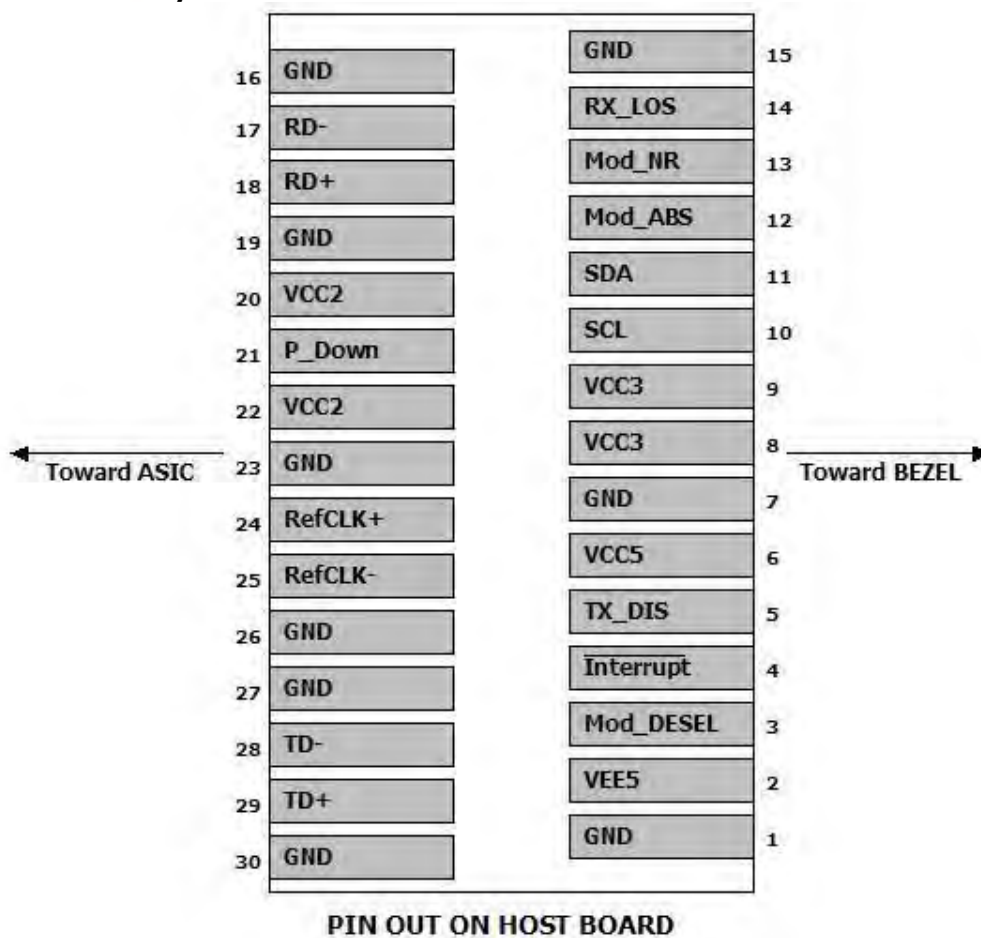 GND 15
16 GND
RX_LOS 14
17 RD-
Mod_NR 13
18 RD+
Mod_ABS 12
19 GND
SDA 11
20 VCC2
SCL 10
21 P_Down
VCC3 9
22 VCC2
VCC3 8
23 GND
Toward ASIC
Toward BEZEL
GND 7
24 RefCLK+
VCC5 6
25 RefCLK-
TX_DIS 5
26 GND
Interrupt 4
27 GND
Mod_DESEL 3
28 TD-
VEE5 2
29 TD+
GND 1
30 GND
PIN OUT ON HOST BOARD